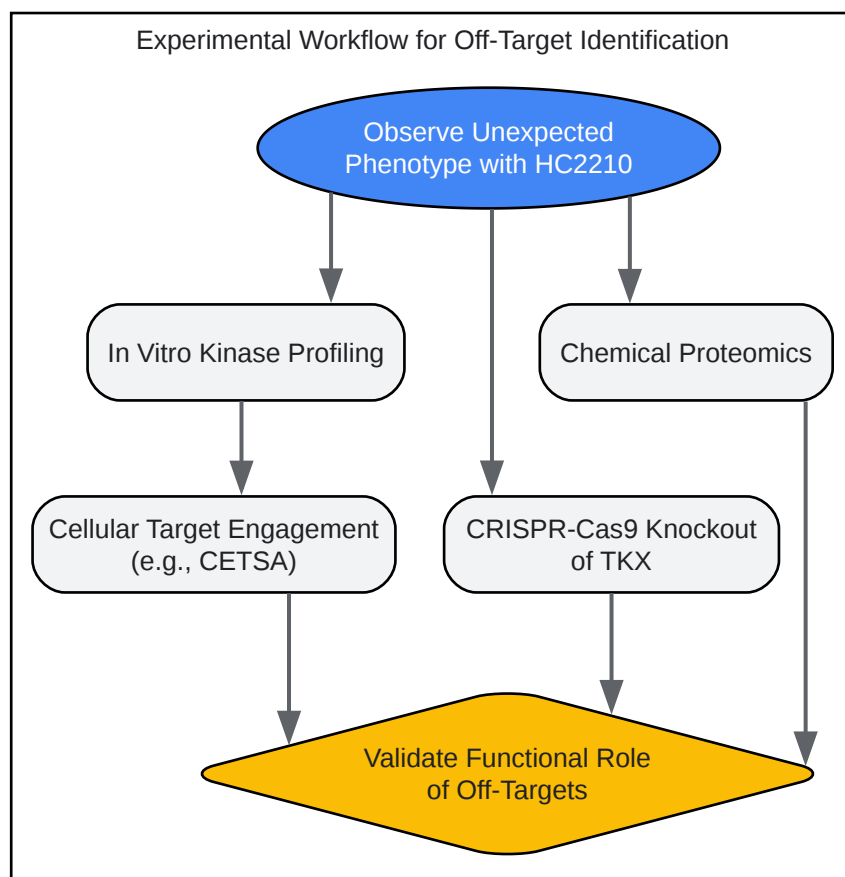 Experimental Workflow for Off-Target Identification
Observe Unexpected
Phenotype with HC2210
In Vitro Kinase Profiling
Chemical Proteomics
Cellular Target Engagement
(e.g., CETSA)
CRISPR-Cas9 Knockout
of TKX
Validate Functional Role
of Off-Targets